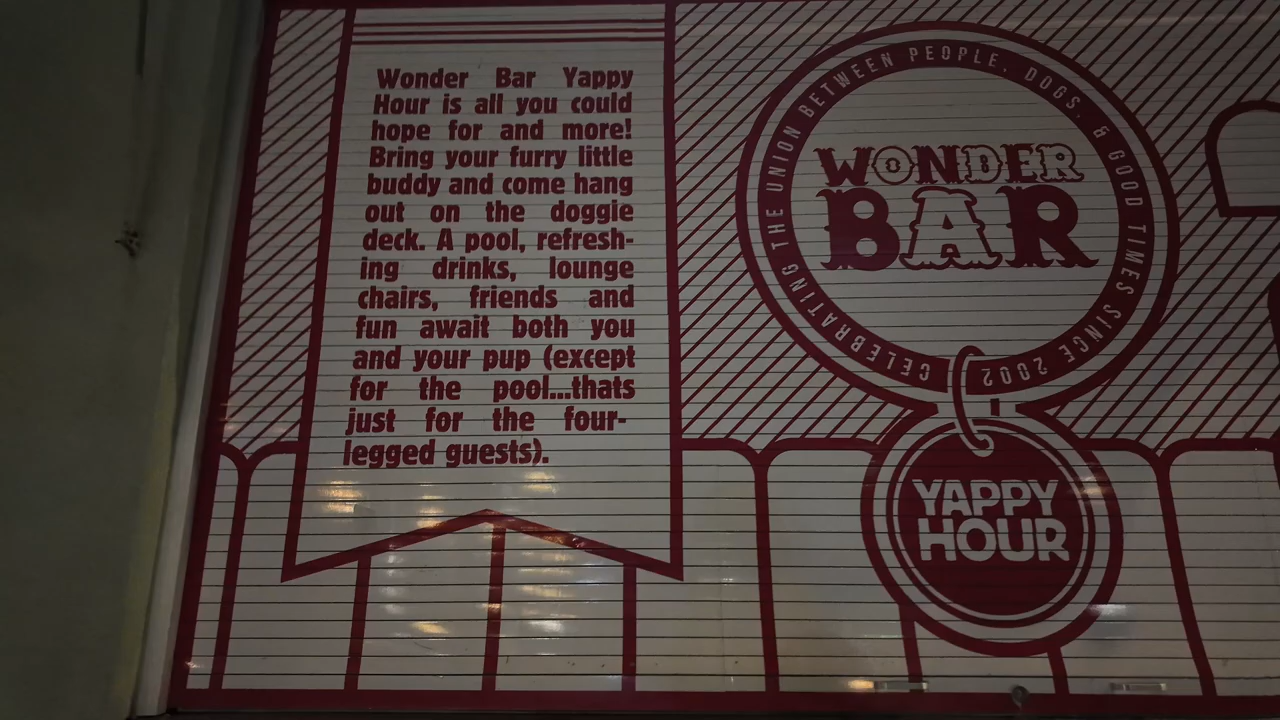 Wonder Bar Yappy
Hour is all you could
hope for and more!
Bring your furry little
buddy and come hang
out on the doggie
deck. A pool, refresh-
ing drinks, lounge
chairs, friends and
fun await both you
and your pup (except
for the pool...thats
just for the four-
legged guests).
CELEBRATING THE UNION BETWEEN PEOPLE, DOGS, & GOOD TIMES SINCE 2002
WONDER
BAR
YAPPY
HOUR